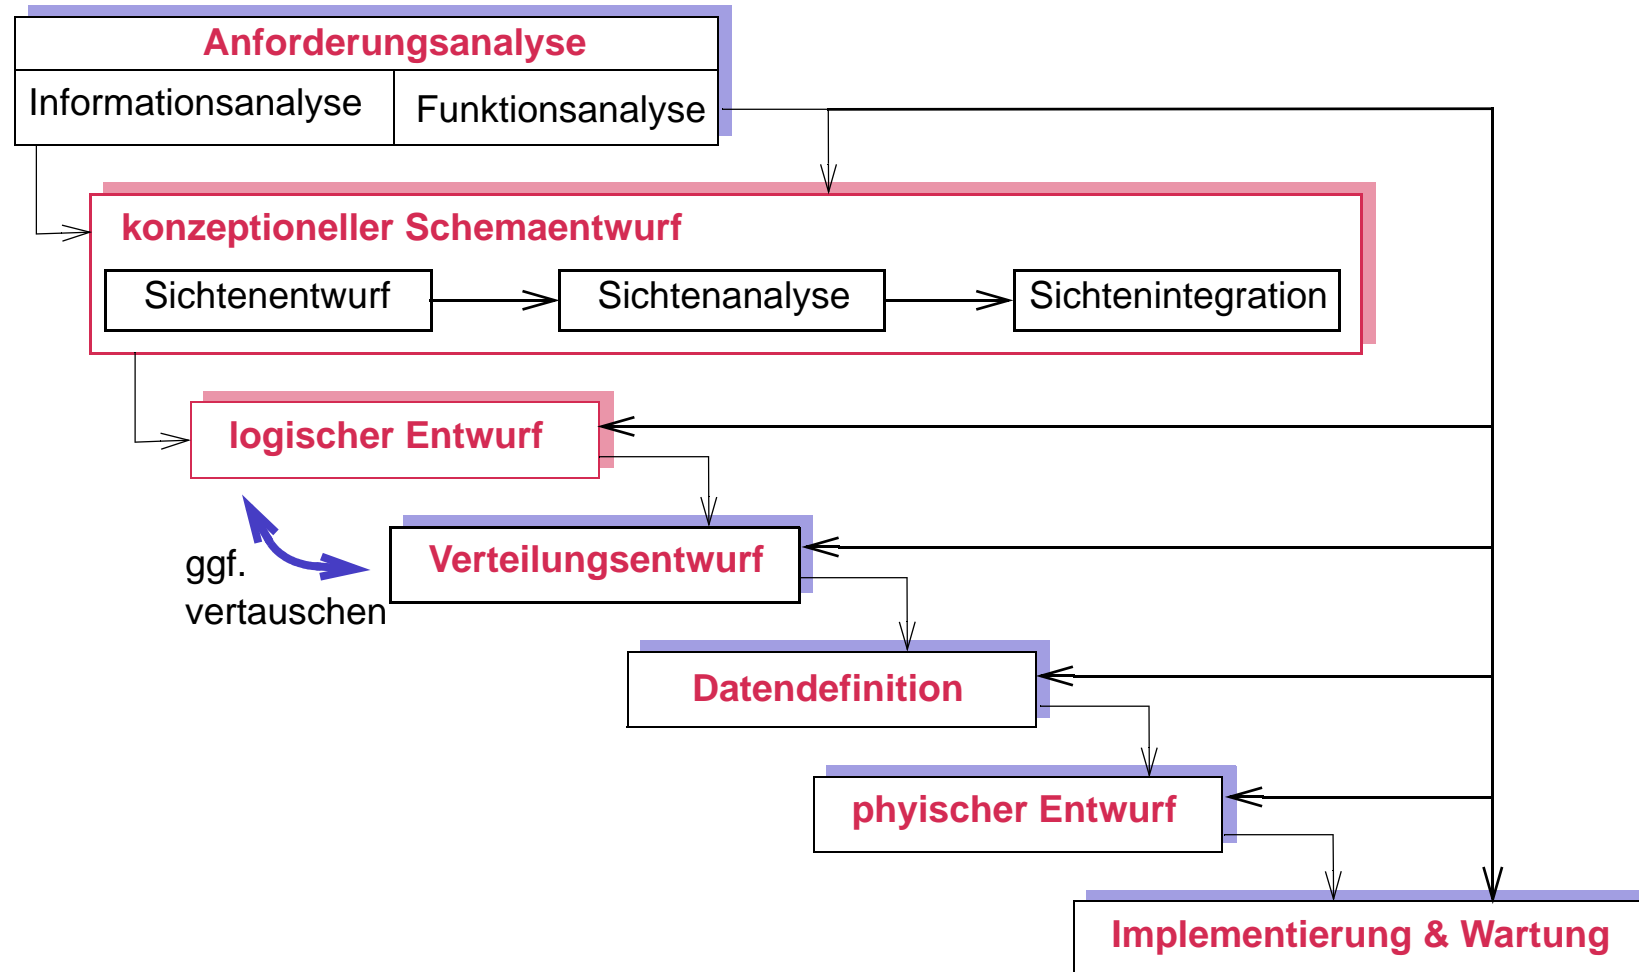 Anforderungsanalyse
Informationsanalyse
Funktionsanalyse
konzeptioneller Schemaentwurf
Sichtenentwurf
Sichtenanalyse
Sichtenintegration
logischer Entwurf
ggf.
vertauschen
Verteilungsentwurf
Datendefinition
phyischer Entwurf
Implementierung & Wartung